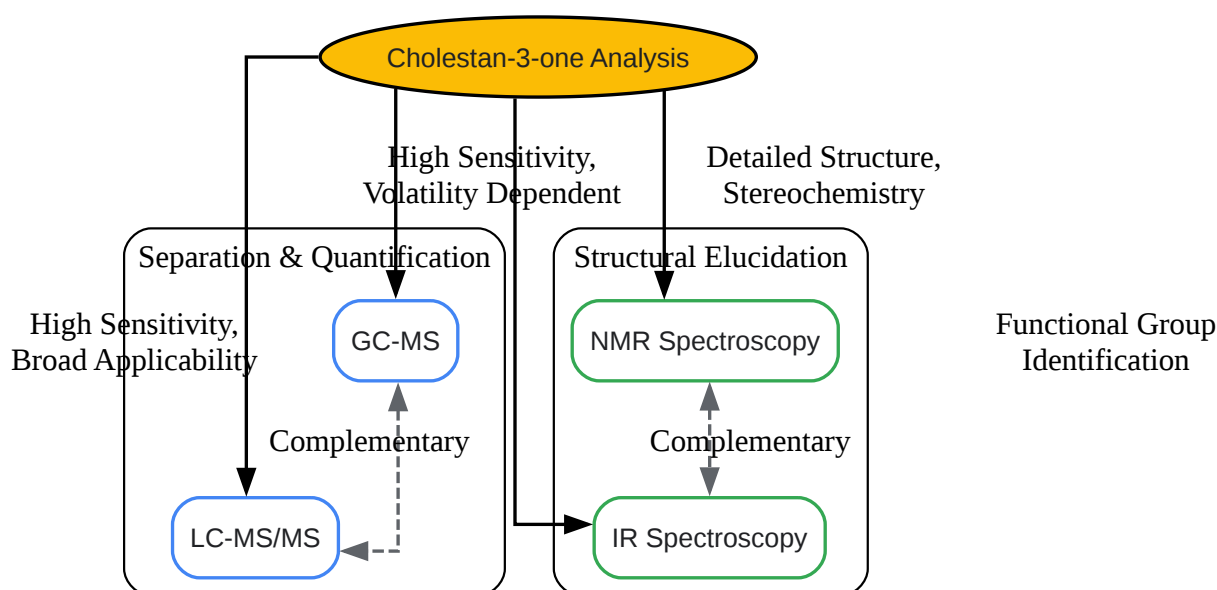 Cholestan-3-one Analysis
High Sensitivity,
Volatility Dependent
Detailed Structure,
Stereochemistry
Separation & Quantification
Structural Elucidation
High Sensitivity,
Broad Applicability
GC-MS
NMR Spectroscopy
Functional Group
Identification
Complementary
Complementary
LC-MS/MS
IR Spectroscopy